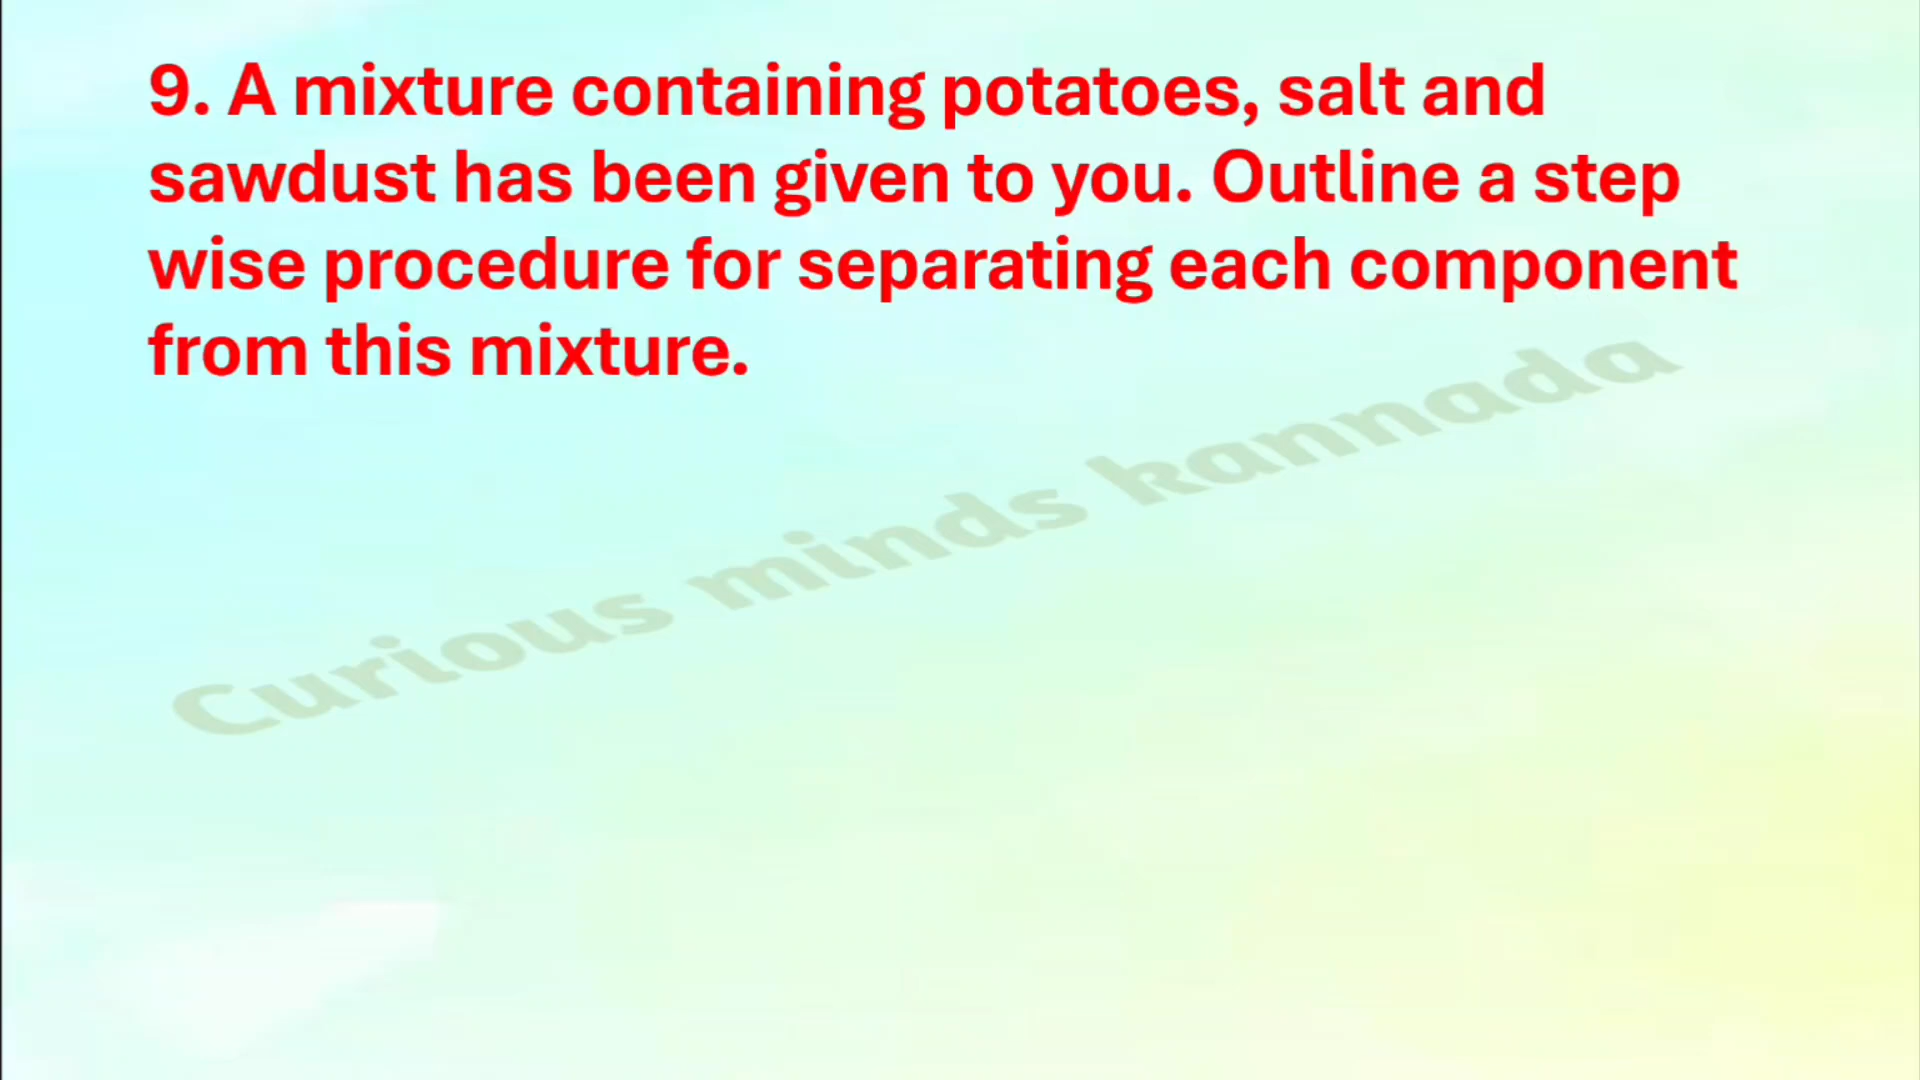 9. A mixture containing potatoes, salt and
sawdust has been given to you. Outline a step
wise procedure for separating each component
from this mixture.
Curious minds kannada